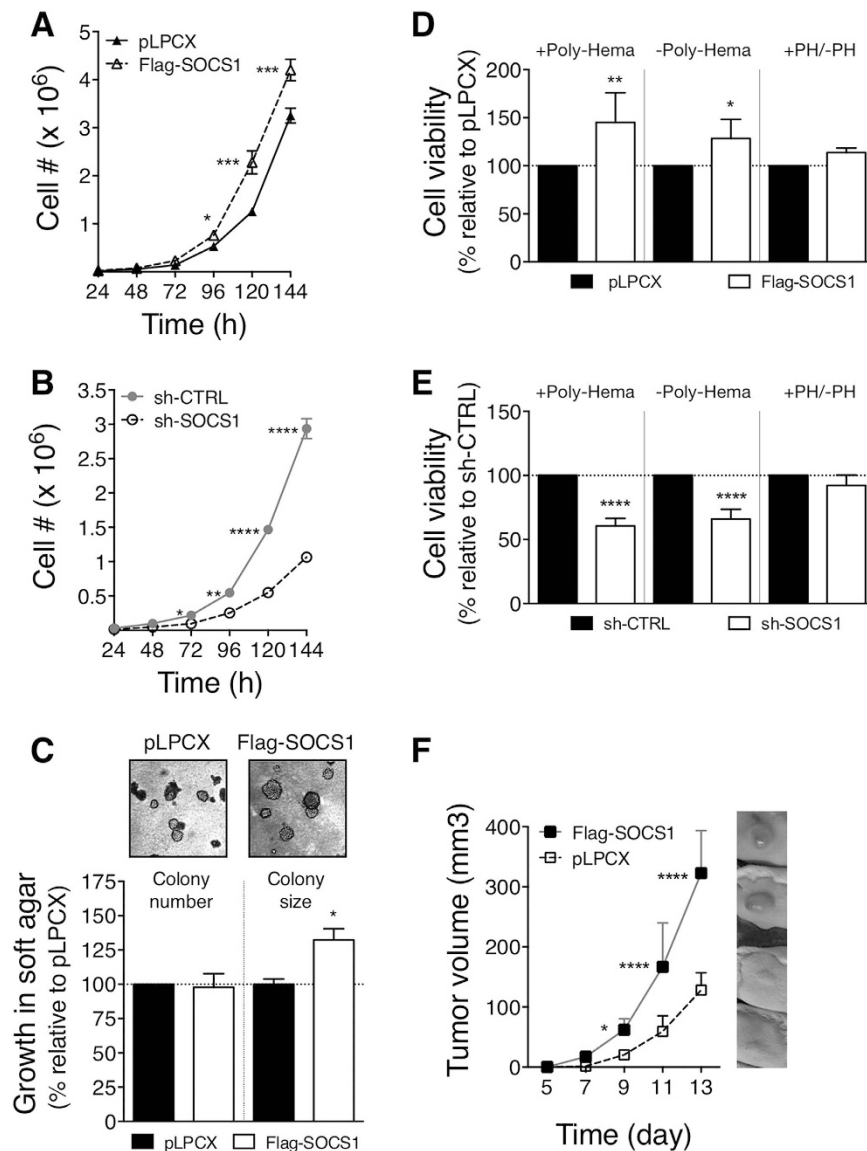 A
pLPCX
Flag-SOCS1
Cell # (x 10⁶)
5
4
3
2
1
*
***
***
24 48 72 96 120 144
Time (h)
B
sh-CTRL
sh-SOCS1
Cell # (x 10⁶)
3.5
3
2.5
2
1.5
1
0.5
*
**
****
****
24 48 72 96 120 144
Time (h)
C
pLPCX Flag-SOCS1
Growth in soft agar
(% relative to pLPCX)
175
150
125
100
75
50
25
0
Colony
number
Colony
size
*
pLPCX Flag-SOCS1
D
+Poly-Hema -Poly-Hema +PH/-PH
Cell viability
(% relative to pLPCX)
200
150
100
50
0
**
*
pLPCX Flag-SOCS1
E
+Poly-Hema -Poly-Hema +PH/-PH
Cell viability
(% relative to sh-CTRL)
150
100
50
0
****
****
sh-CTRL sh-SOCS1
F
Flag-SOCS1
pLPCX
Tumor volume (mm3)
400
300
200
100
0
*
****
****
5 7 9 11 13
Time (day)